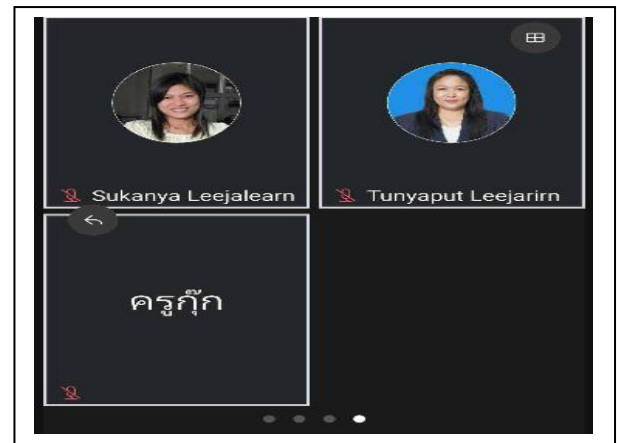 Sukanya Leejalearn
Tunyaput Leejarirn
ครูกุ๊ก